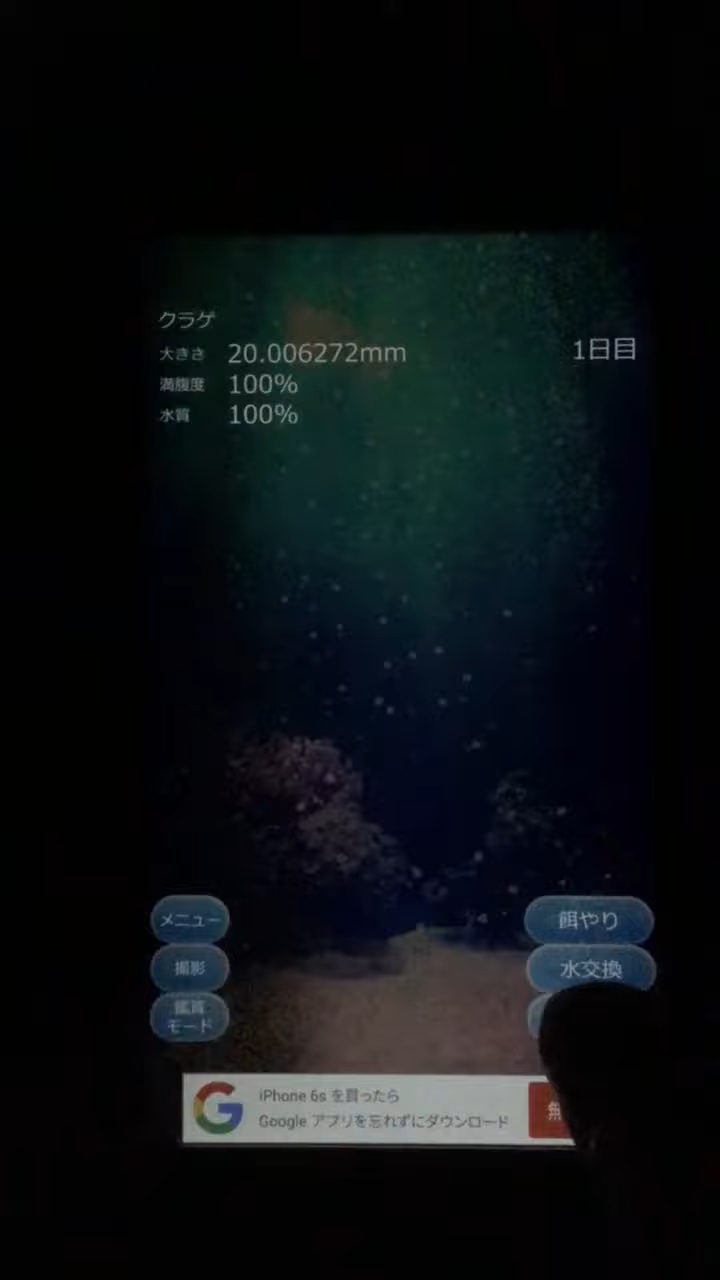 クラゲ
大きさ 20.006272mm
1日目
満腹度 100%
水質 100%
メニュー
餌やり
撮影
水交換
鑑賞
モード
iPhone 6s を買ったら
Google アプリを忘れずにダウンロード